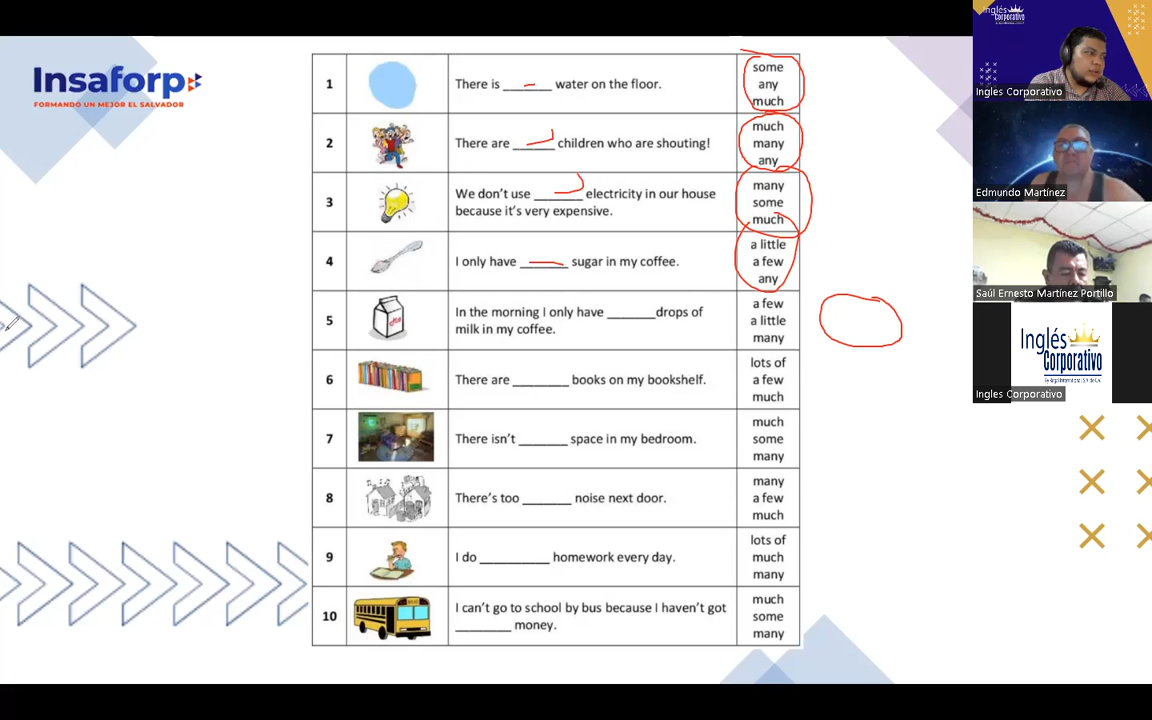 Insaforp
FORMANDO UN MEJOR EL SALVADOR
1
There is _______ water on the floor.
some
any
much
2
There are ______ children who are shouting!
much
many
any
3
We don't use _______ electricity in our house
because it's very expensive.
many
some
much
4
I only have _______ sugar in my coffee.
a little
a few
any
5
In the morning I only have _______drops of
milk in my coffee.
a few
a little
many
6
There are ________ books on my bookshelf.
lots of
a few
much
7
There isn't _______ space in my bedroom.
much
some
many
8
There's too _______ noise next door.
many
a few
much
9
I do __________ homework every day.
lots of
much
many
10
I can't go to school by bus because I haven't got
________ money.
much
some
many
Inglés
Corporativo
Ingles Corporativo
Edmundo Martínez
Saúl Ernesto Martínez Portillo
Inglés
Corporativo
Ingles Corporativo